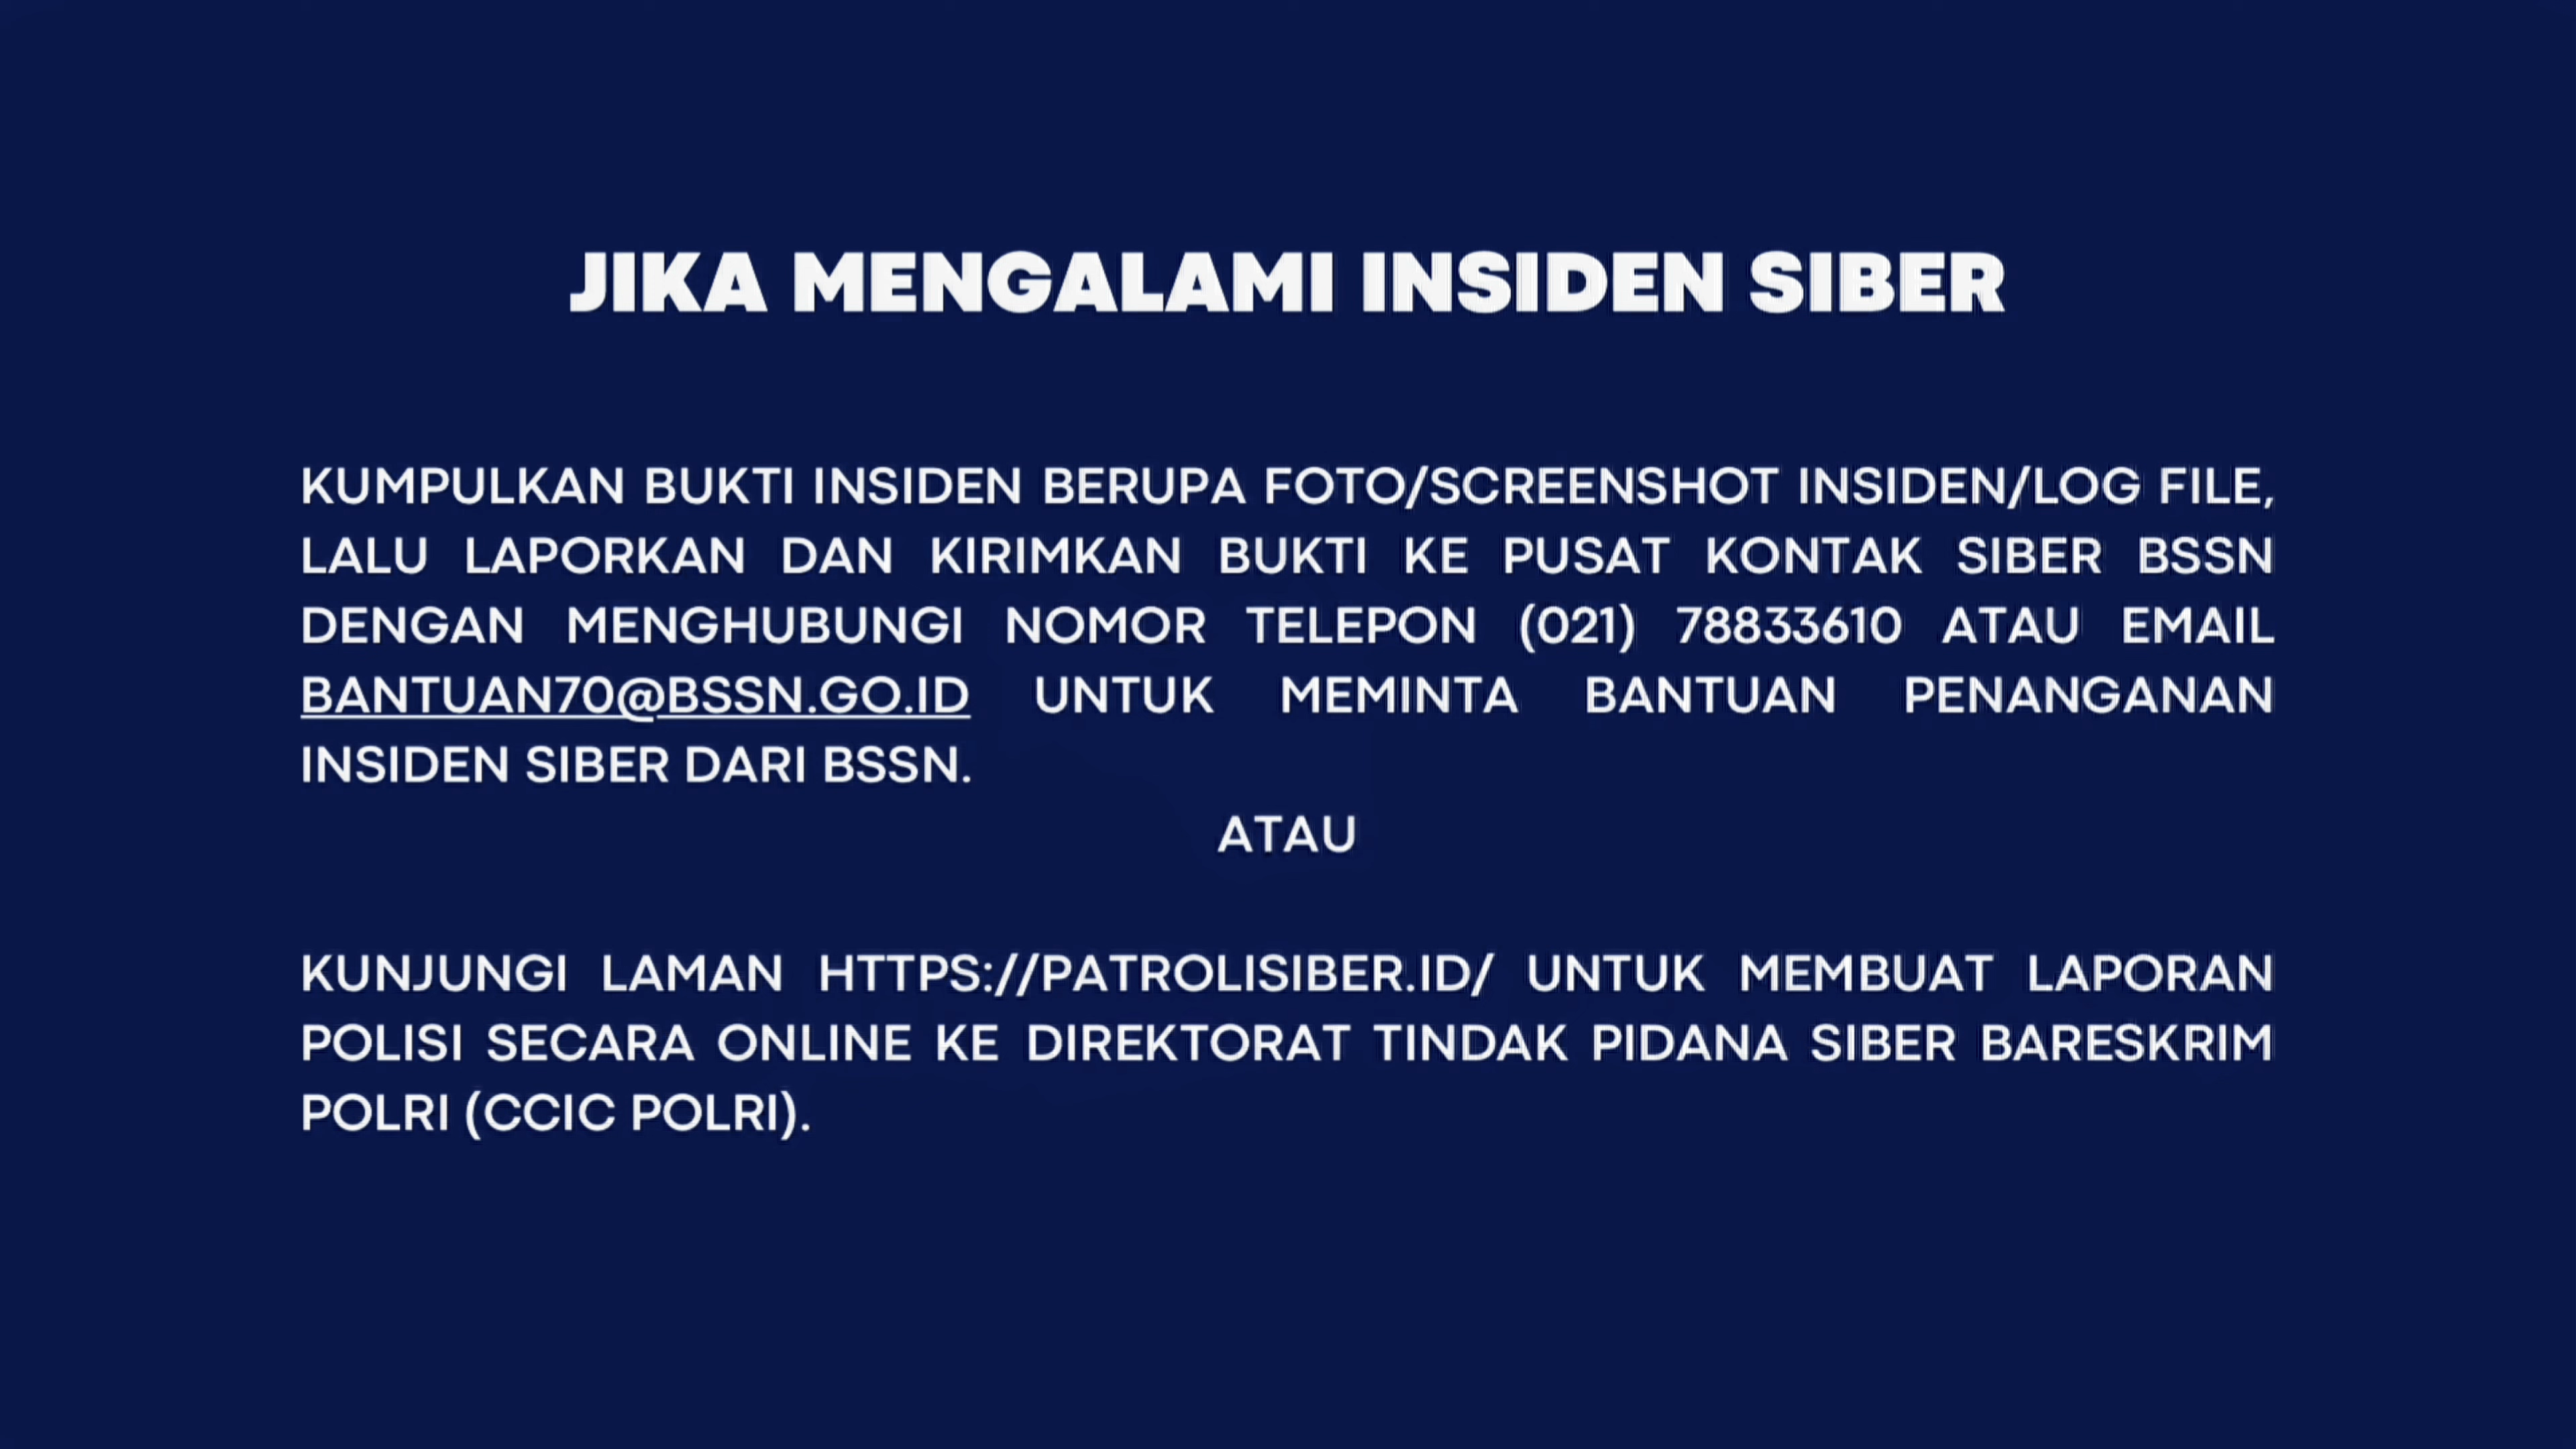 JIKA MENGALAMI INSIDEN SIBER
KUMPULKAN BUKTI INSIDEN BERUPA FOTO/SCREENSHOT INSIDEN/LOG FILE,
LALU LAPORKAN DAN KIRIMKAN BUKTI KE PUSAT KONTAK SIBER BSSN
DENGAN MENGHUBUNGI NOMOR TELEPON (021) 78833610 ATAU EMAIL
BANTUAN70@BSSN.GO.ID UNTUK MEMINTA BANTUAN PENANGANAN
INSIDEN SIBER DARI BSSN.
ATAU
KUNJUNGI LAMAN HTTPS://PATROLISIBER.ID/ UNTUK MEMBUAT LAPORAN
POLISI SECARA ONLINE KE DIREKTORAT TINDAK PIDANA SIBER BARESKRIM
POLRI (CCIC POLRI).